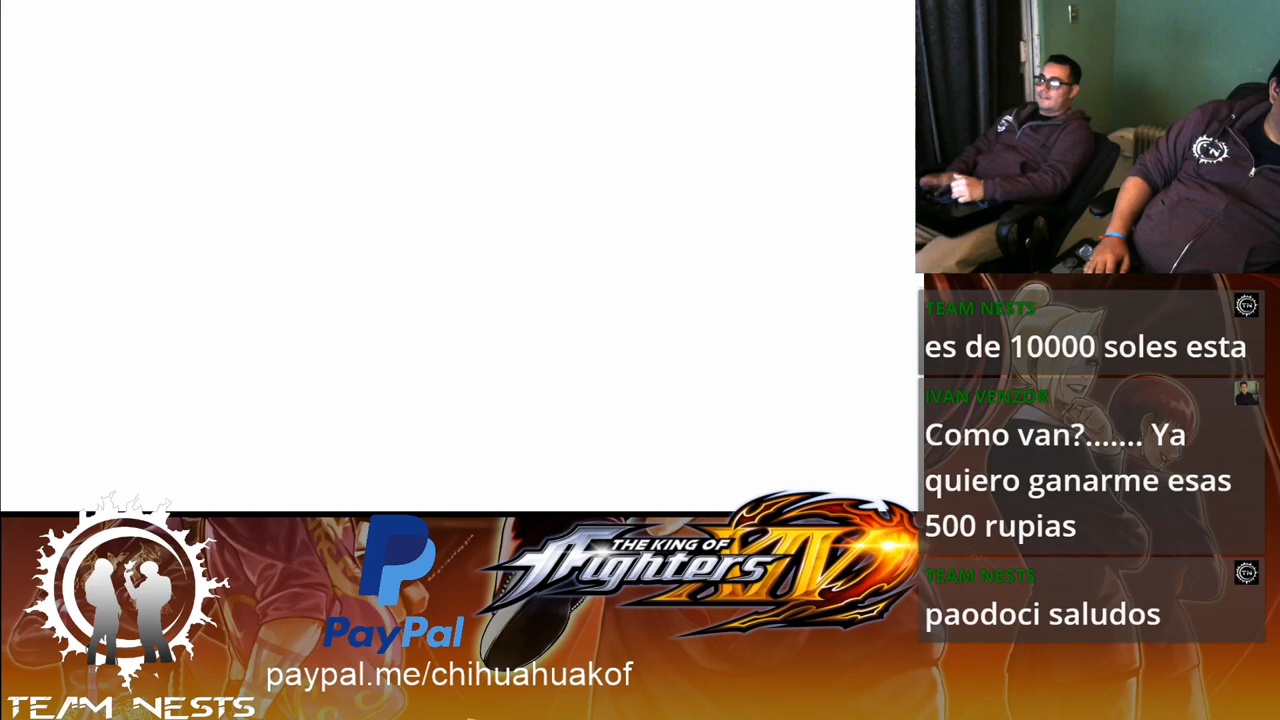 TEAM NESTS
es de 10000 soles esta
IVAN VENZOR
Como van?....... Ya
quiero ganarme esas
500 rupias
TEAM NESTS
paodoci saludos
THE KING OF
Fighters XIV
PayPal
paypal.me/chihuahuakof
TEAM NESTS